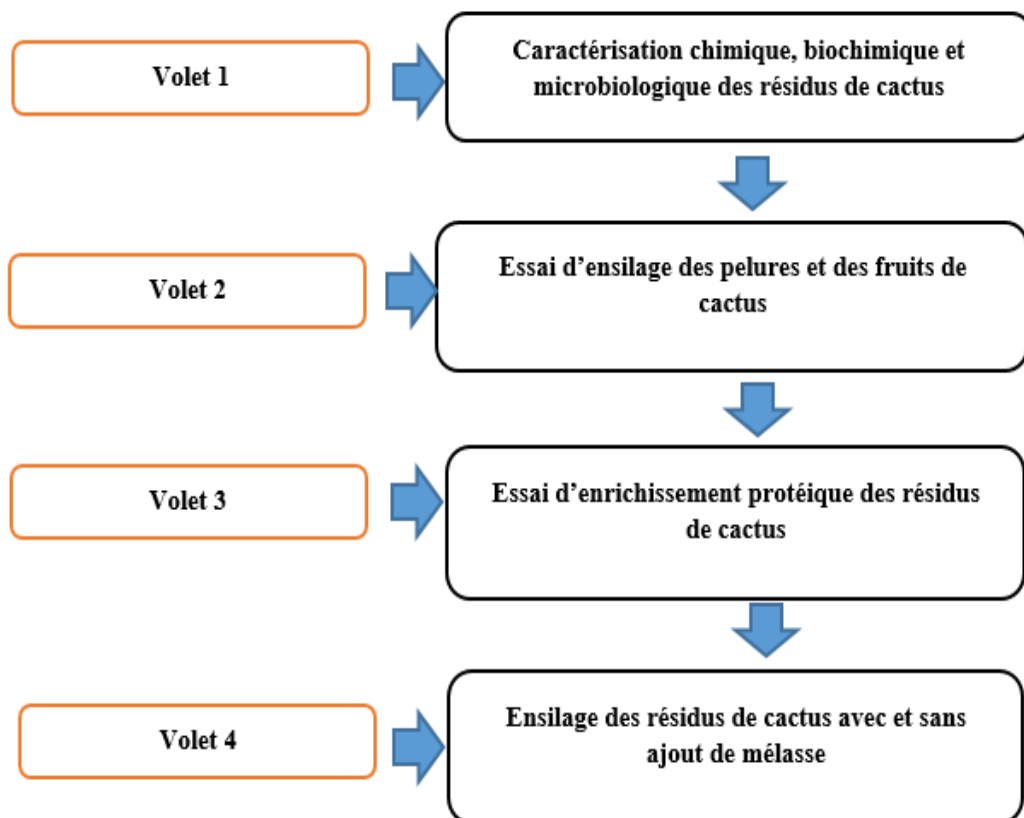 Volet 1
Caractérisation chimique, biochimique et
microbiologique des résidus de cactus
Volet 2
Essai d’ensilage des pelures et des fruits de
cactus
Volet 3
Essai d’enrichissement protéique des résidus
de cactus
Volet 4
Ensilage des résidus de cactus avec et sans
ajout de mélasse